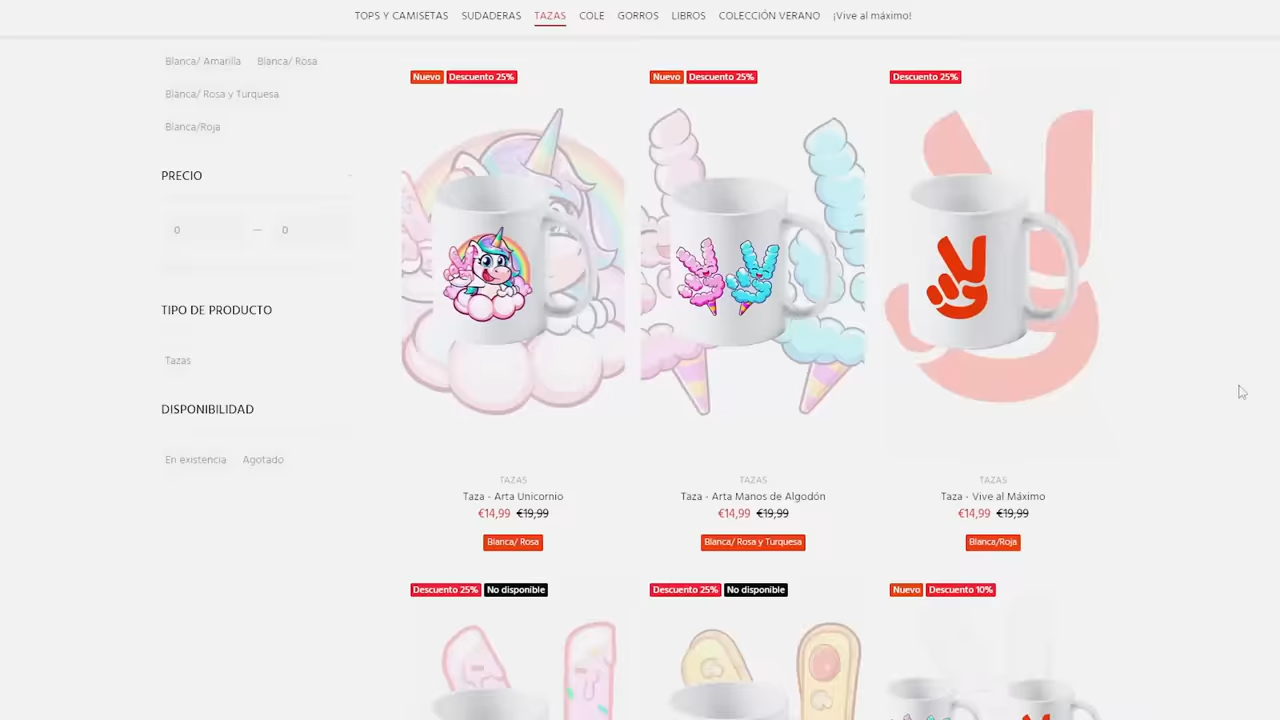 TOPS Y CAMISETAS SUDADERAS TAZAS COLE GORROS LIBROS COLECCIÓN VERANO ¡Vive al máximo!
Blanca/ Amarilla Blanca/ Rosa
Blanca/ Rosa y Turquesa
Blanca/Roja
PRECIO
0 — 0
TIPO DE PRODUCTO
Tazas
DISPONIBILIDAD
En existencia Agotado
Nuevo Descuento 25%
TAZAS
Taza - Arta Unicornio
€14,99 €19,99
Blanca/ Rosa
Nuevo Descuento 25%
TAZAS
Taza - Arta Manos de Algodón
€14,99 €19,99
Blanca/ Rosa y Turquesa
Descuento 25%
TAZAS
Taza - Vive al Máximo
€14,99 €19,99
Blanca/Roja
Descuento 25% No disponible
Descuento 25% No disponible
Nuevo Descuento 10%